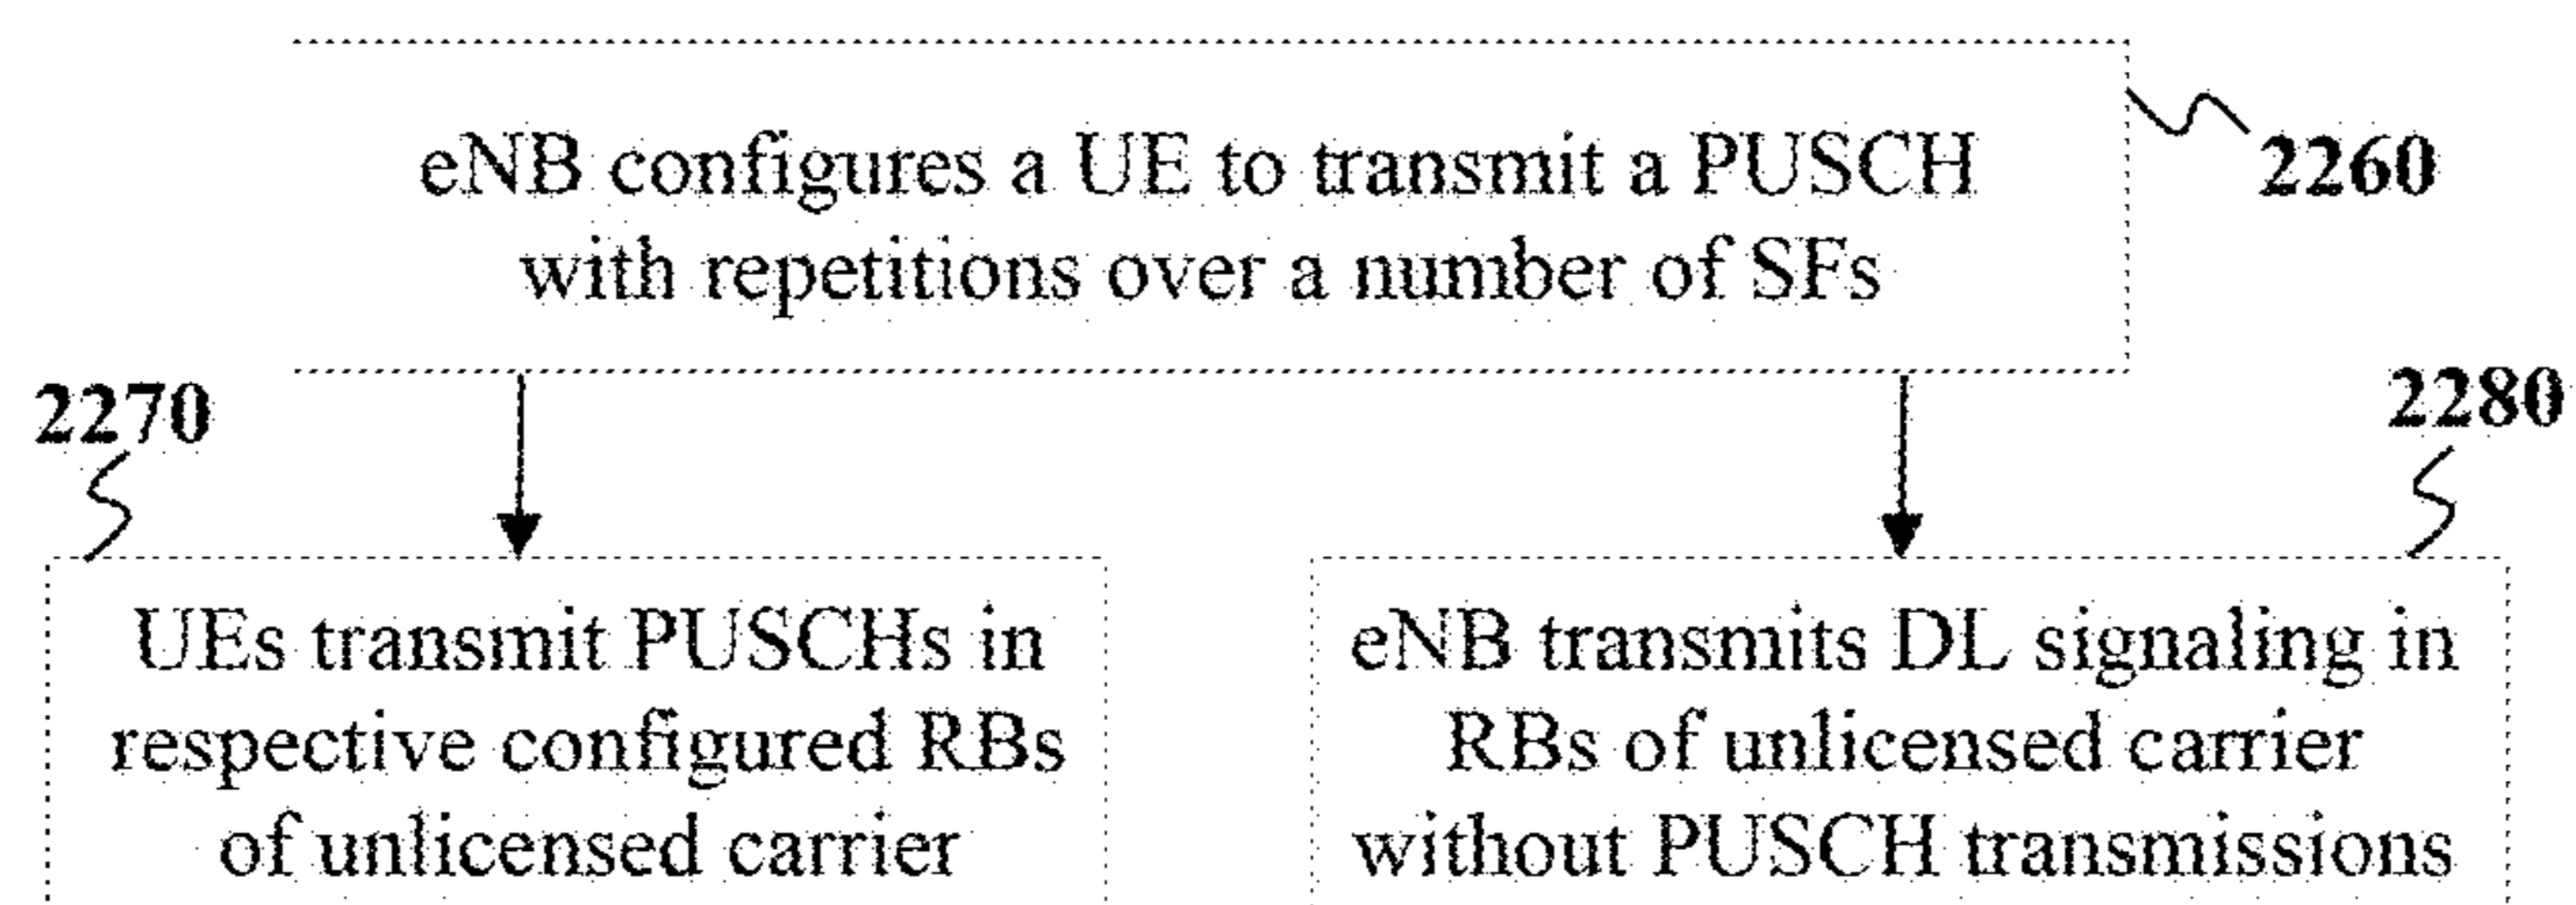 eNB configures a UE to transmit a PUSCH
with repetitions over a number of SFs
2260
2270
2280
UEs transmit PUSCHs in
respective configured RBs
of unlicensed carrier
eNB transmits DL signaling in
RBs of unlicensed carrier
without PUSCH transmissions